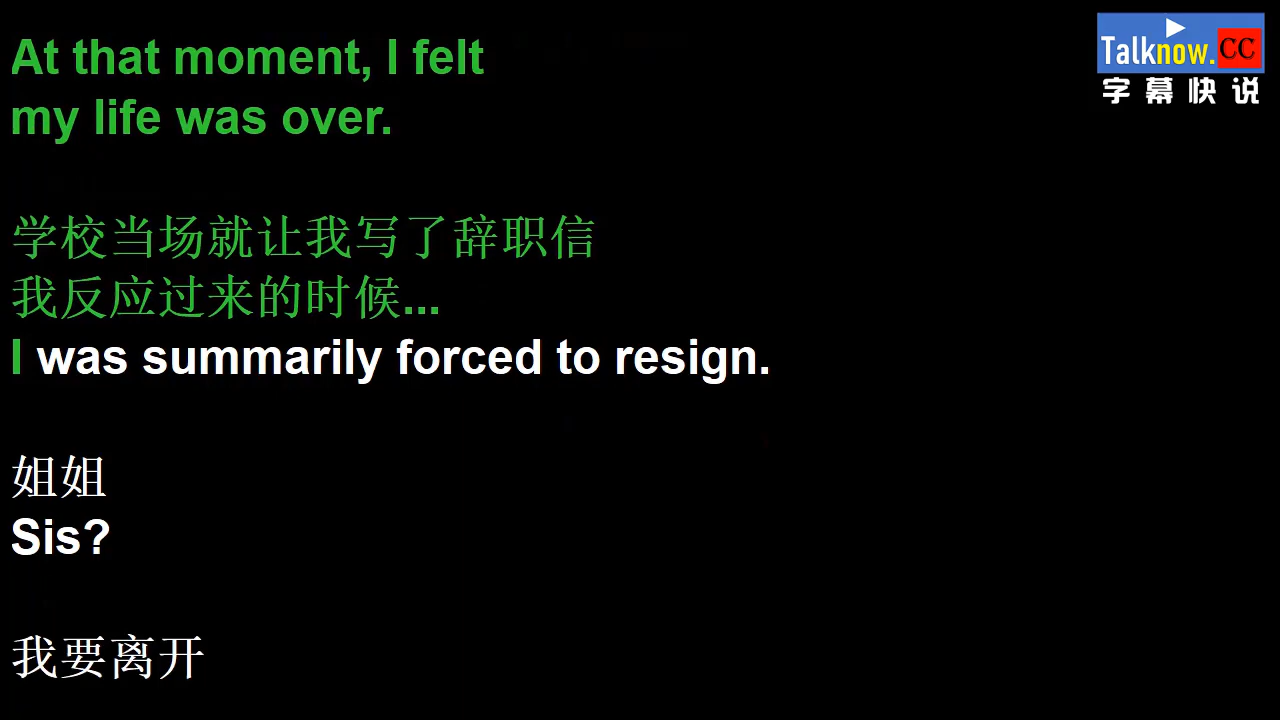 At that moment, I felt
my life was over.
学校当场就让我写了辞职信
我反应过来的时候...
I was summarily forced to resign.
姐姐
Sis?
我要离开
Talknow.CC
字幕快说